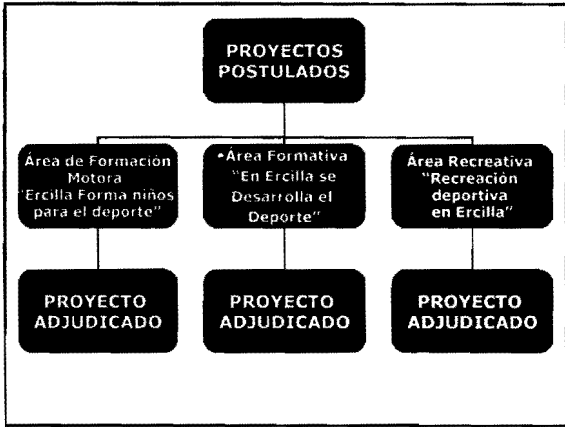 PROYECTOS
POSTULADOS
Área de Formación
Motora
"Ercilla Forma niños
para el deporte"
•Área Formativa
"En Ercilla se
Desarrolla el
Deporte"
Área Recreativa
"Recreación
deportiva
en Ercilla"
PROYECTO
ADJUDICADO
PROYECTO
ADJUDICADO
PROYECTO
ADJUDICADO